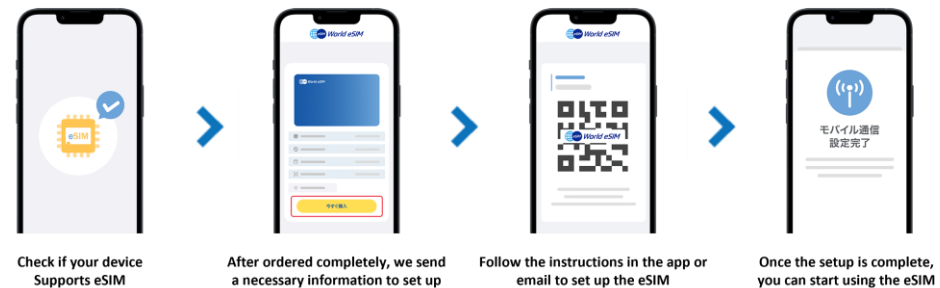 eSIM
World eSIM
World eSIM
今すぐ購入
World eSIM
World eSIM
モバイル通信
設定完了
Check if your device
Supports eSIM
After ordered completely, we send
a necessary information to set up
Follow the instructions in the app or
email to set up the eSIM
Once the setup is complete,
you can start using the eSIM